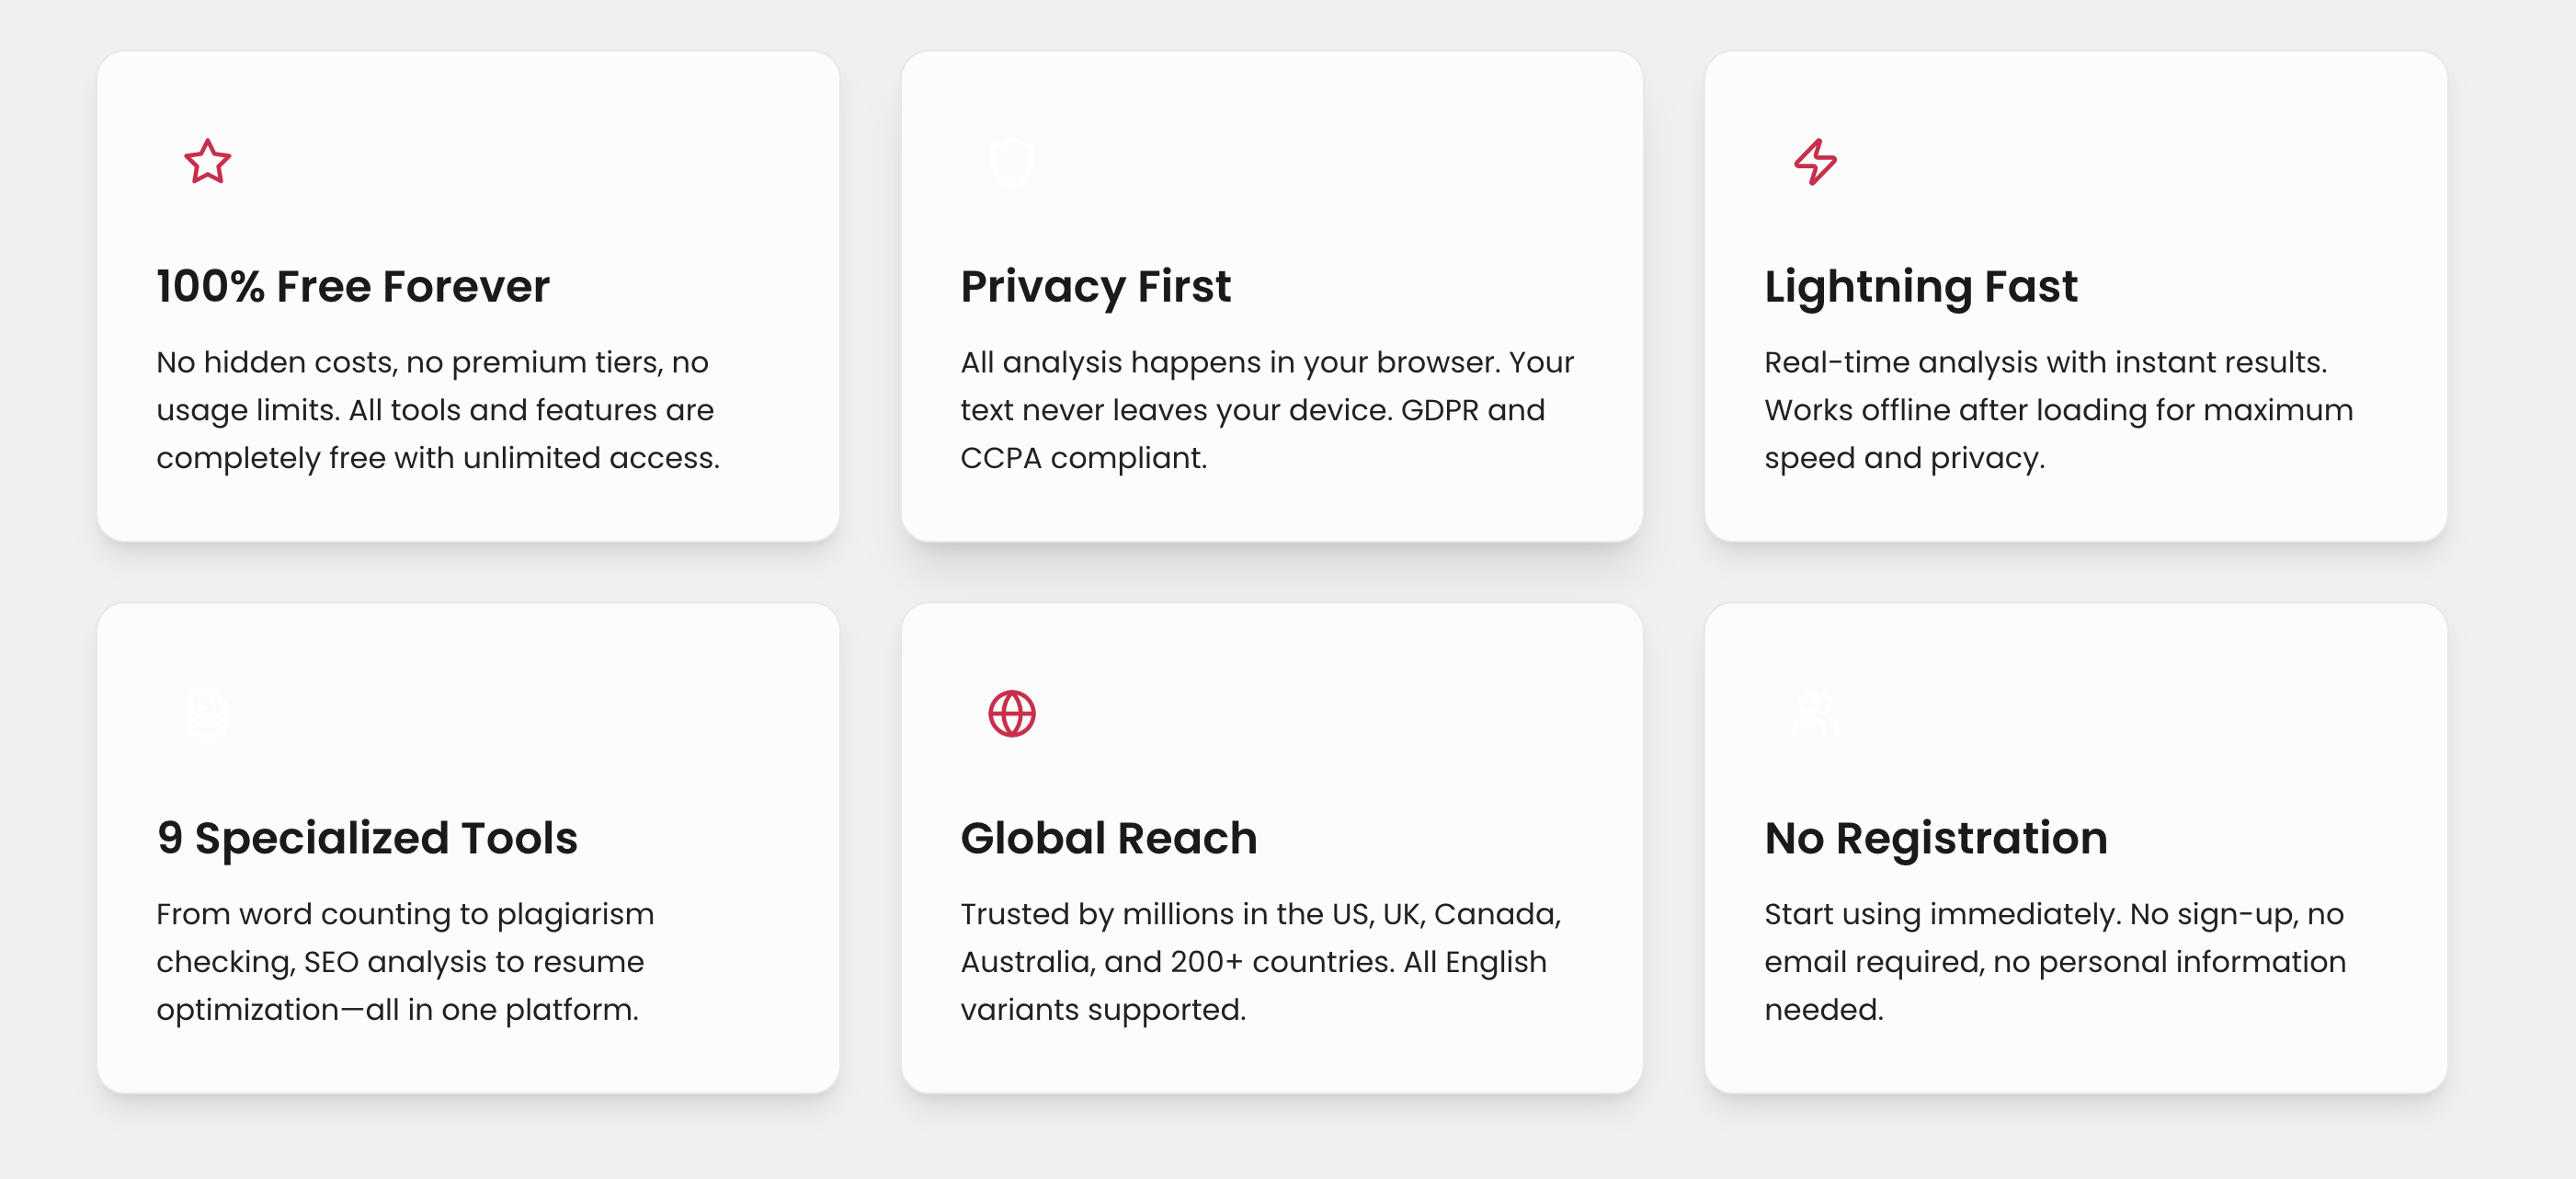 100% Free Forever
No hidden costs, no premium tiers, no
usage limits. All tools and features are
completely free with unlimited access.
Privacy First
All analysis happens in your browser. Your
text never leaves your device. GDPR and
CCPA compliant.
Lightning Fast
Real-time analysis with instant results.
Works offline after loading for maximum
speed and privacy.
9 Specialized Tools
From word counting to plagiarism
checking, SEO analysis to resume
optimization—all in one platform.
Global Reach
Trusted by millions in the US, UK, Canada,
Australia, and 200+ countries. All English
variants supported.
No Registration
Start using immediately. No sign-up, no
email required, no personal information
needed.